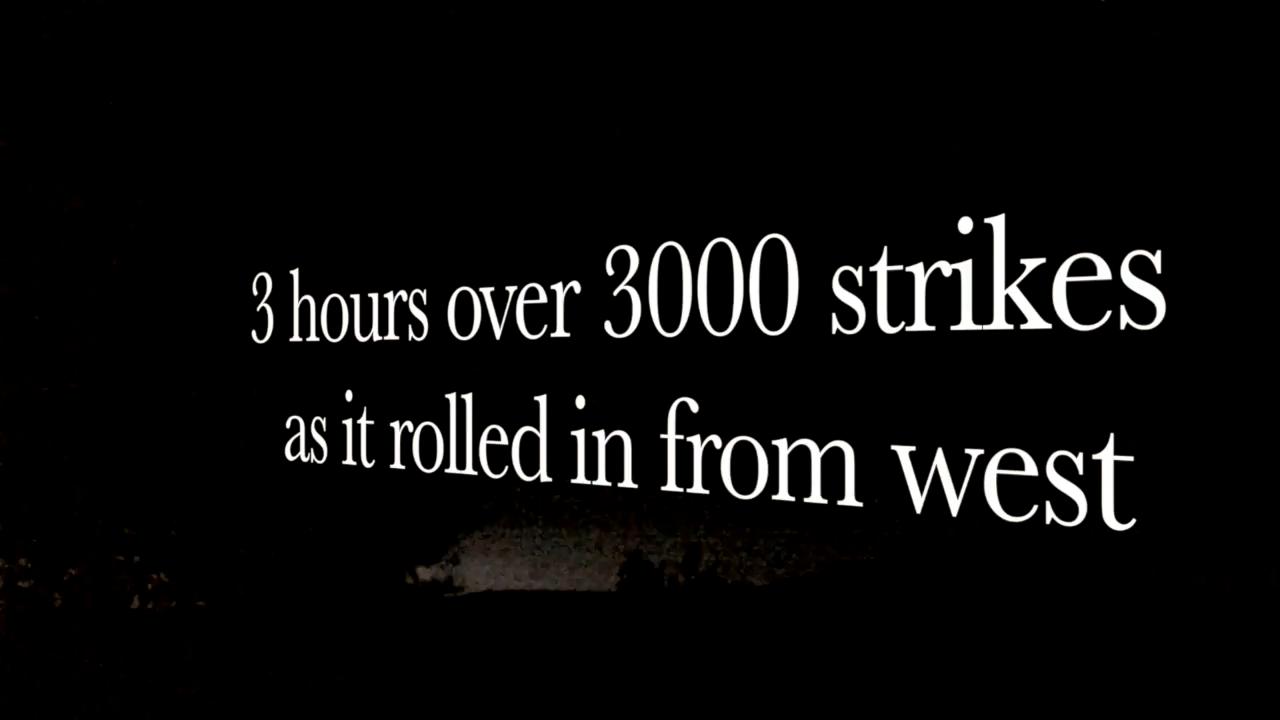 3 hours over 3000 strikes
as it rolled in from west